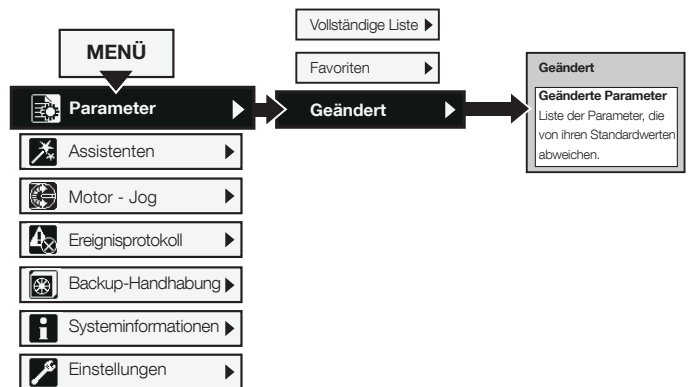 MENÜ
Parameter
Assistenten
Motor - Jog
Ereignisprotokoll
Backup-Handhabung
Systeminformationen
Einstellungen
Vollständige Liste
Favoriten
Geändert
Geändert
Geänderte Parameter
Liste der Parameter, die
von ihren Standardwerten
abweichen.